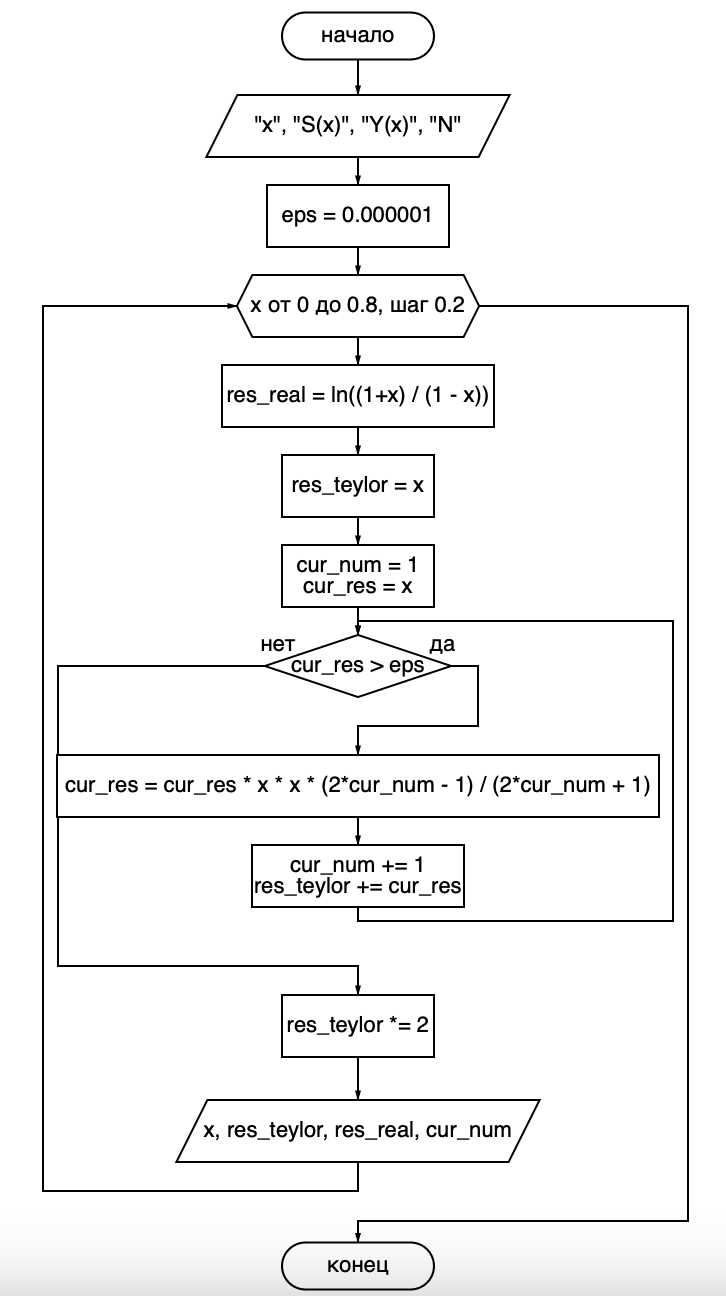 начало
"x", "S(x)", "Y(x)", "N"
eps = 0.000001
x от 0 до 0.8, шаг 0.2
res_real = ln((1+x) / (1 - x))
res_teylor = x
cur_num = 1
cur_res = x
нет
да
cur_res > eps
cur_res = cur_res * x * x * (2*cur_num - 1) / (2*cur_num + 1)
cur_num += 1
res_teylor += cur_res
res_teylor *= 2
x, res_teylor, res_real, cur_num
конец